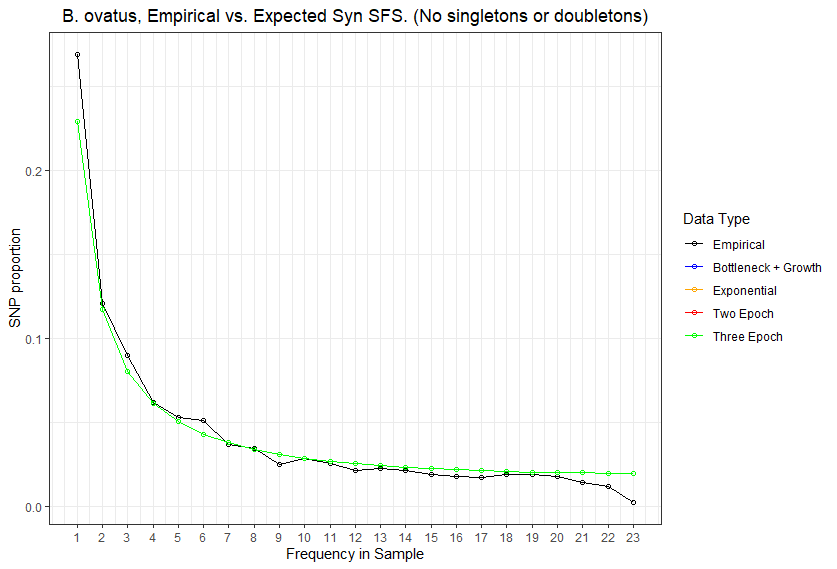 B. ovatus, Empirical vs. Expected Syn SFS. (No singletons or doubletons)
SNP proportion
0.2
0.1
0.0
1 2 3 4 5 6 7 8 9 10 11 12 13 14 15 16 17 18 19 20 21 22 23
Frequency in Sample
Data Type
Empirical
Bottleneck + Growth
Exponential
Two Epoch
Three Epoch